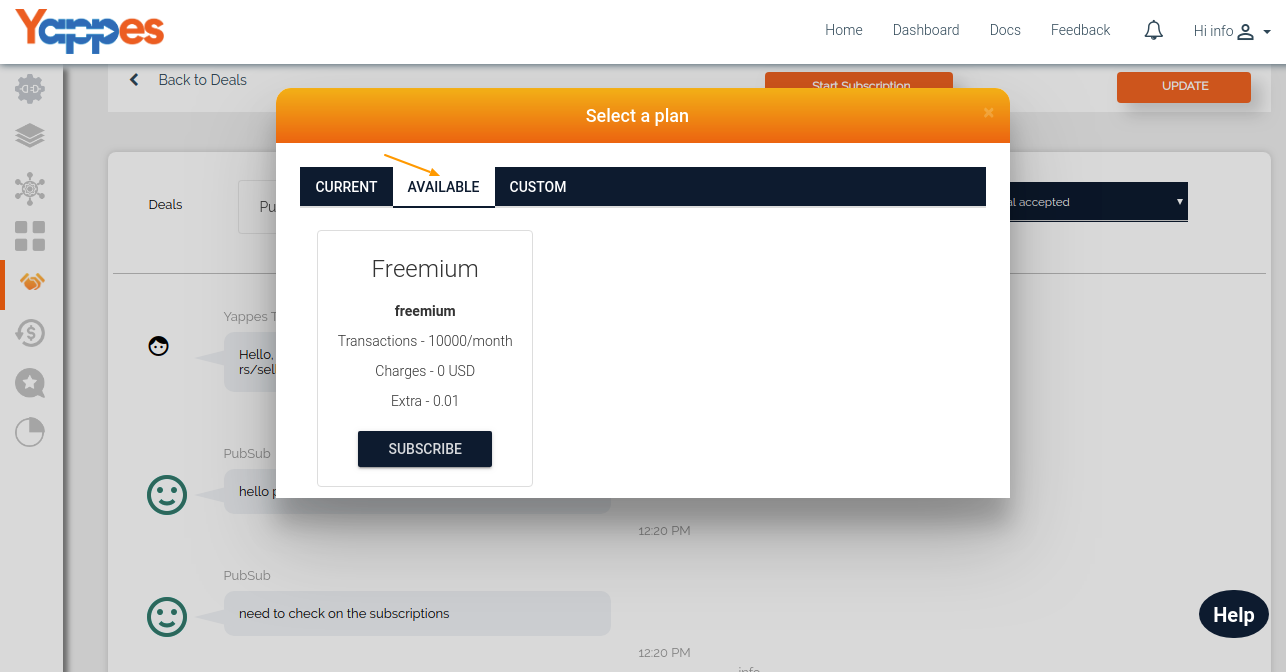 Yappes
Home
Dashboard
Docs
Feedback
Hi info
Back to Deals
Start Subscription
UPDATE
Select a plan
×
CURRENT
AVAILABLE
CUSTOM
Deals
Pu
al accepted
Freemium
freemium
Transactions - 10000/month
Charges - 0 USD
Extra - 0.01
SUBSCRIBE
Yappes T
Hello,
rs/sell
PubSub
hello p
12:20 PM
PubSub
need to check on the subscriptions
Help
12:20 PM
info